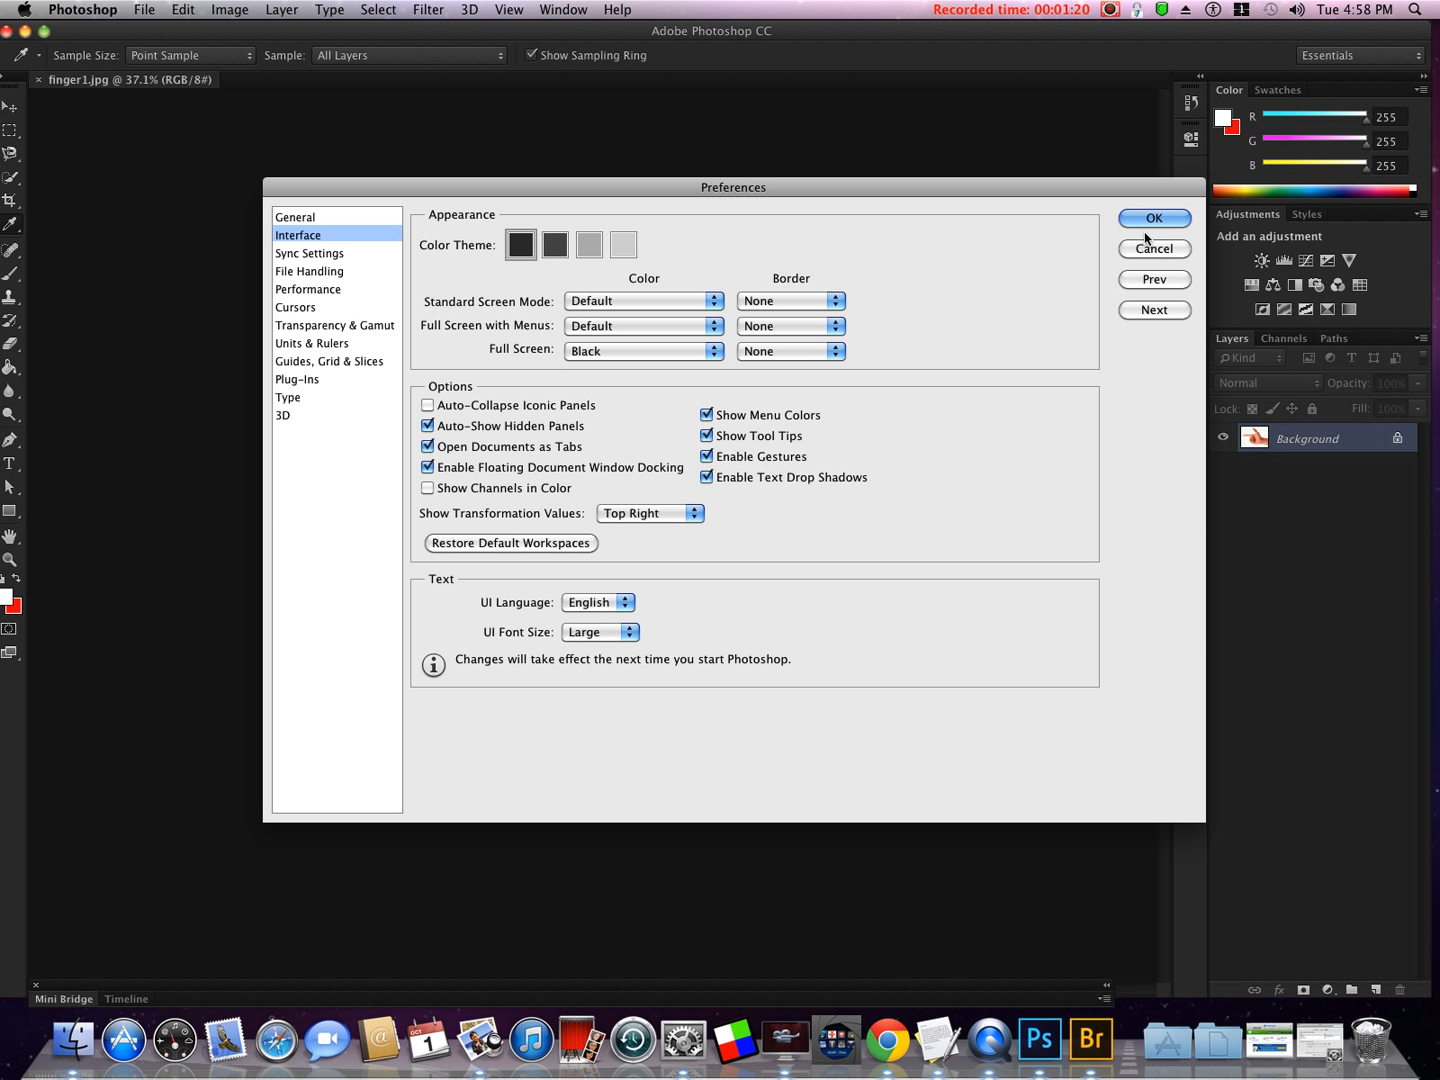 Photoshop File Edit Image Layer Type Select Filter 3D View Window Help Recorded time: 00:01:20 1 Tue 4:58 PM
Adobe Photoshop CC
Sample Size: Point Sample Sample: All Layers Show Sampling Ring Essentials
× finger1.jpg @ 37.1% (RGB/8#)
Color Swatches
R 255
G 255
B 255
Preferences
General
Interface
Sync Settings
File Handling
Performance
Cursors
Transparency & Gamut
Units & Rulers
Guides, Grid & Slices
Plug-Ins
Type
3D
Appearance
Color Theme:
Color Border
Standard Screen Mode: Default None
Full Screen with Menus: Default None
Full Screen: Black None
Options
Auto-Collapse Iconic Panels
Auto-Show Hidden Panels
Open Documents as Tabs
Enable Floating Document Window Docking
Show Channels in Color
Show Menu Colors
Show Tool Tips
Enable Gestures
Enable Text Drop Shadows
Show Transformation Values: Top Right
Restore Default Workspaces
Text
UI Language: English
UI Font Size: Large
Changes will take effect the next time you start Photoshop.
OK
Cancel
Prev
Next
Adjustments Styles
Add an adjustment
Layers Channels Paths
Kind
Normal Opacity: 100%
Lock: Fill: 100%
Background
fx
Mini Bridge Timeline
OCT
1
Ps
Br